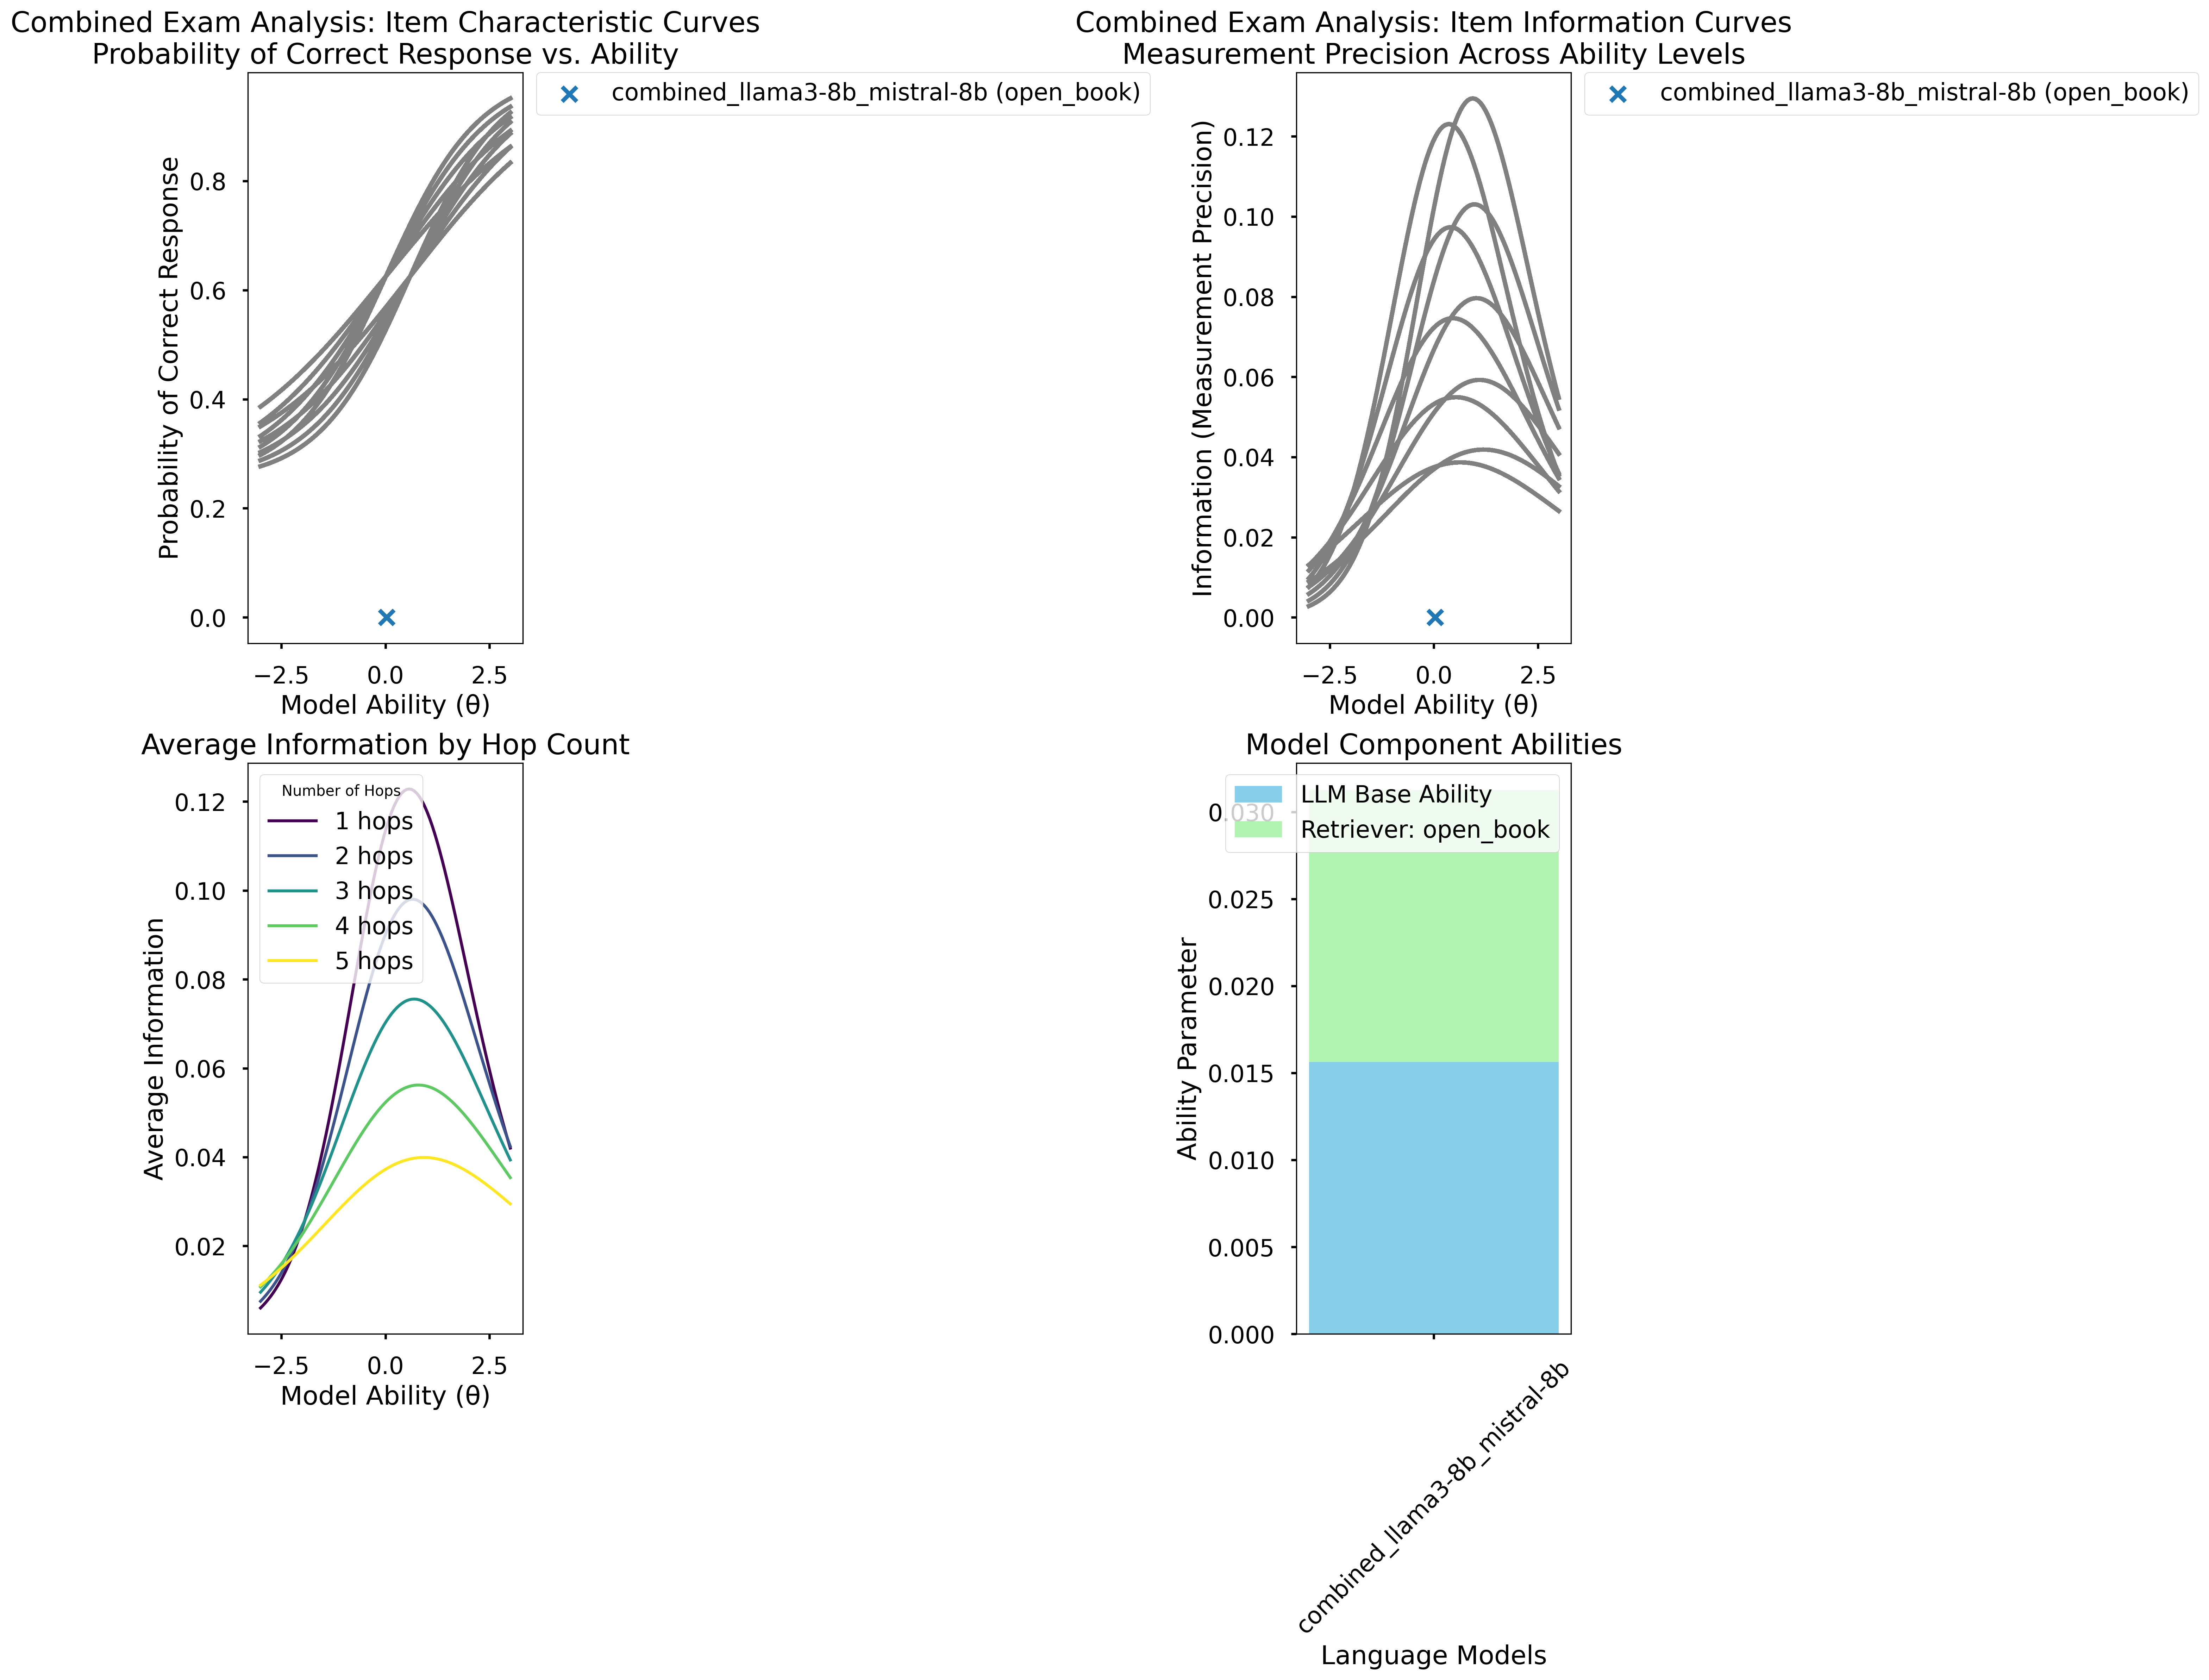 Combined Exam Analysis: Item Characteristic Curves
Probability of Correct Response vs. Ability
combined_llama3-8b_mistral-8b (open_book)
Probability of Correct Response
0.8
0.6
0.4
0.2
0.0
−2.5
0.0
2.5
Model Ability (θ)
Combined Exam Analysis: Item Information Curves
Measurement Precision Across Ability Levels
combined_llama3-8b_mistral-8b (open_book)
Information (Measurement Precision)
0.12
0.10
0.08
0.06
0.04
0.02
0.00
−2.5
0.0
2.5
Model Ability (θ)
Average Information by Hop Count
Number of Hops
1 hops
2 hops
3 hops
4 hops
5 hops
Average Information
0.12
0.10
0.08
0.06
0.04
0.02
−2.5
0.0
2.5
Model Ability (θ)
Model Component Abilities
LLM Base Ability
Retriever: open_book
Ability Parameter
0.030
0.025
0.020
0.015
0.010
0.005
0.000
combined_llama3-8b_mistral-8b
Language Models